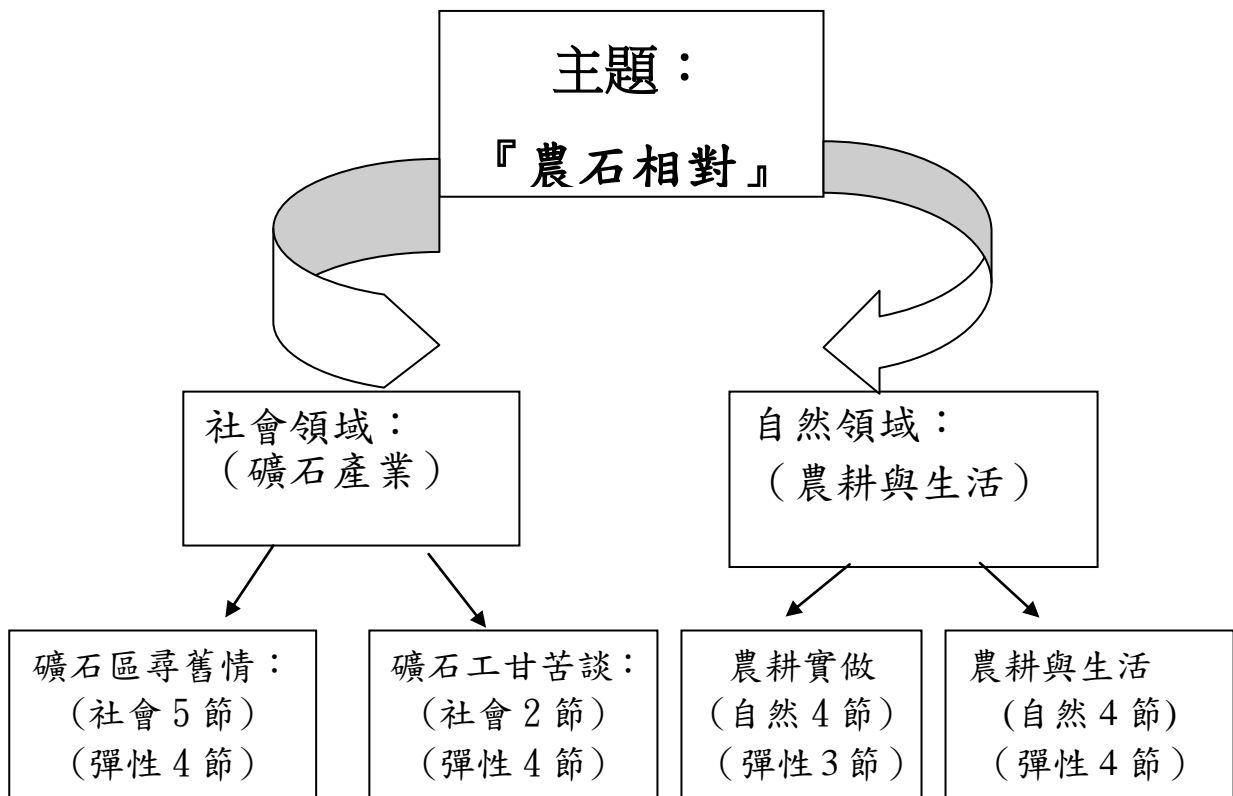 主題：
『農石相對』
社會領域：
（礦石產業）
自然領域：
（農耕與生活）
礦石區尋舊情：
（社會5節）
（彈性4節）
礦石工甘苦談：
（社會2節）
（彈性4節）
農耕實做
（自然4節）
（彈性3節）
農耕與生活
(自然4節)
（彈性4節）